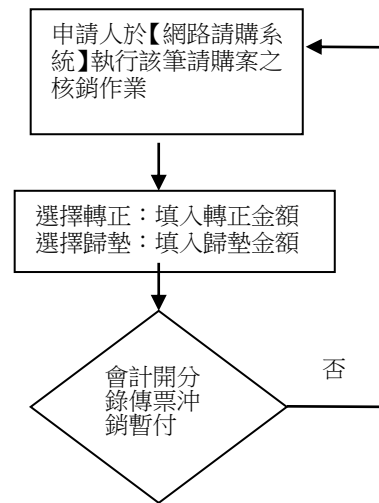 申請人於【網路請購系
統】執行該筆請購案之
核銷作業
選擇轉正：填入轉正金額
選擇歸墊：填入歸墊金額
會計開分
錄傳票沖
銷暫付
否